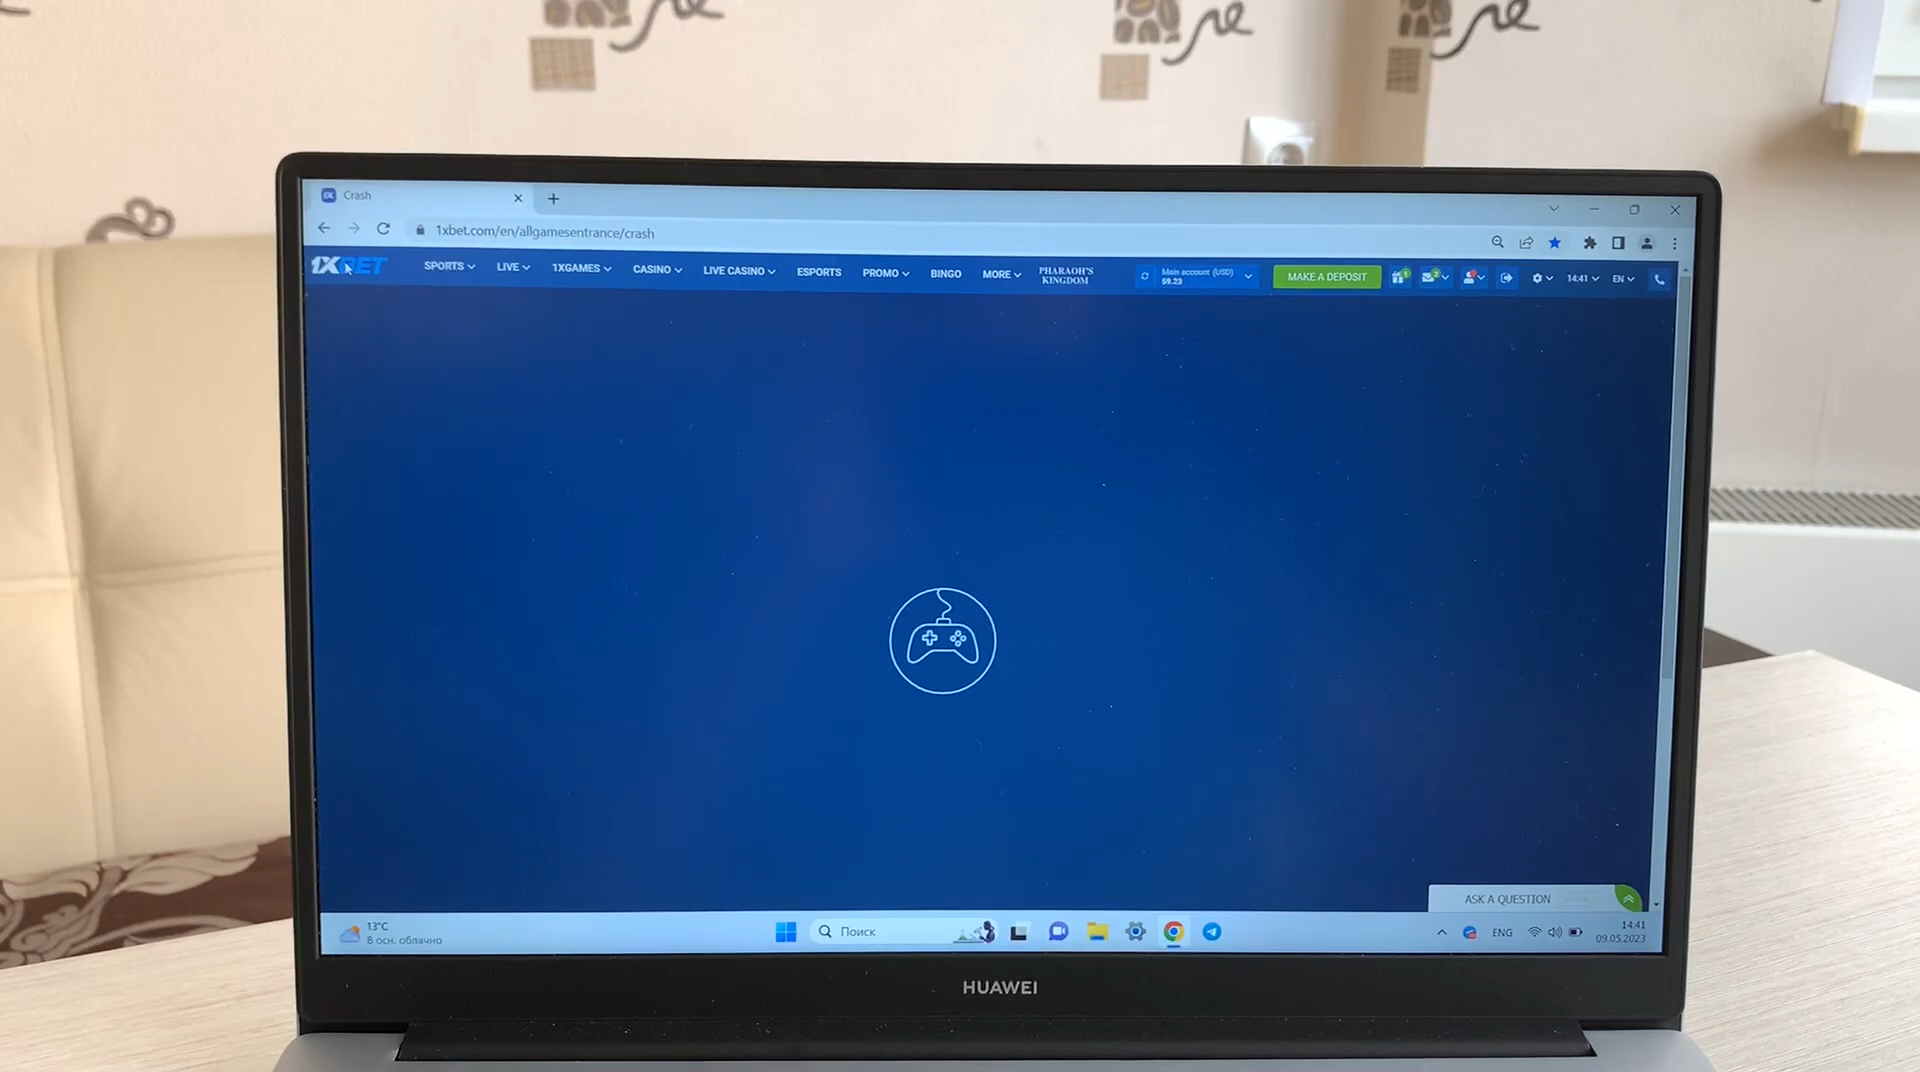 Crash
1xbet.com/en/allgamesentrance/crash
1XBET
SPORTS
LIVE
1XGAMES
CASINO
LIVE CASINO
ESPORTS
PROMO
BINGO
MORE
PHARAOH'S
KINGDOM
Main account (USD)
59.23
MAKE A DEPOSIT
1
2
14:41
EN
ASK A QUESTION
13°C
В осн. облачно
Поиск
ENG
14:41
09.05.2023
HUAWEI